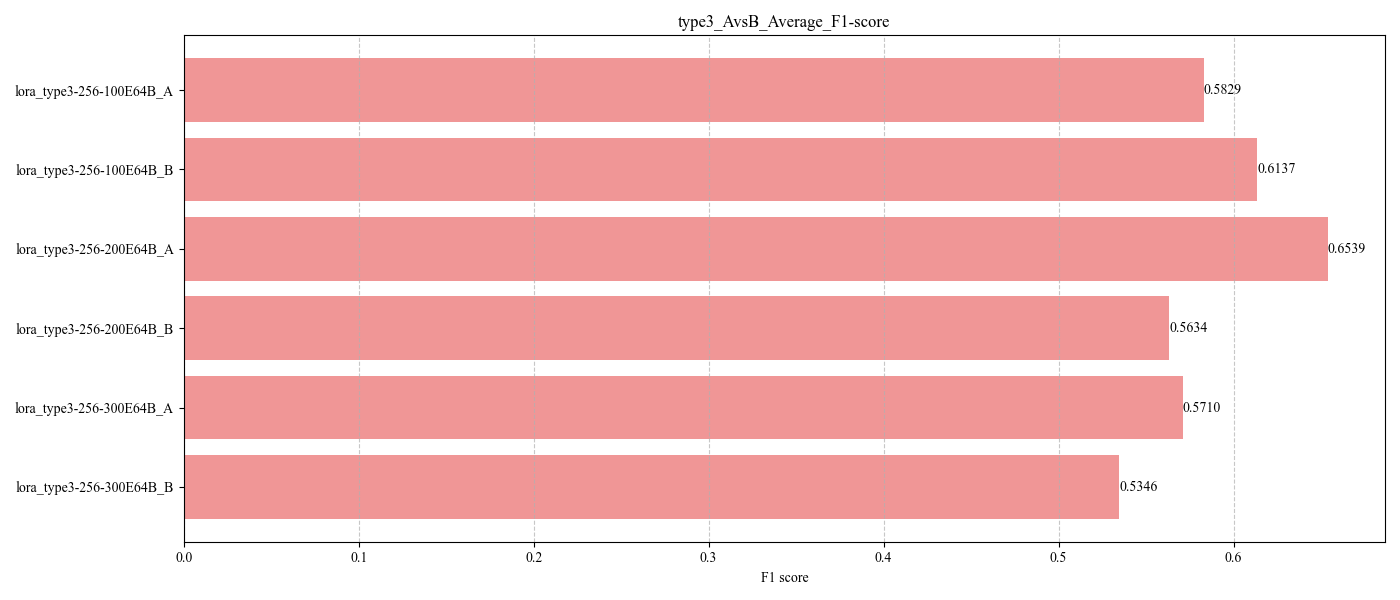 type3_AvsB_Average_F1-score
lora_type3-256-100E64B_A
0.5829
lora_type3-256-100E64B_B
0.6137
lora_type3-256-200E64B_A
0.6539
lora_type3-256-200E64B_B
0.5634
lora_type3-256-300E64B_A
0.5710
lora_type3-256-300E64B_B
0.5346
0.0 0.1 0.2 0.3 0.4 0.5 0.6
F1 score